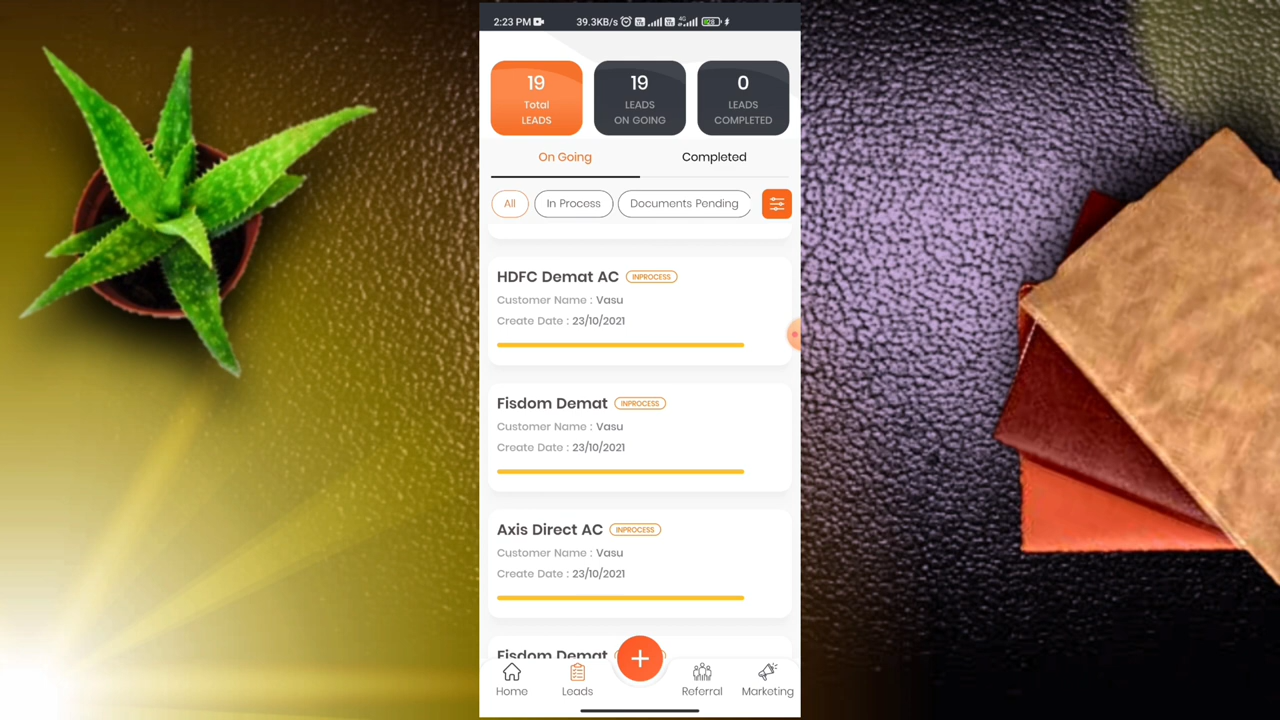 2:23 PM 39.3KB/s 4G 28
19
Total
LEADS
19
LEADS
ON GOING
0
LEADS
COMPLETED
On Going Completed
All In Process Documents Pending
HDFC Demat AC INPROCESS
Customer Name : Vasu
Create Date : 23/10/2021
Fisdom Demat INPROCESS
Customer Name : Vasu
Create Date : 23/10/2021
Axis Direct AC INPROCESS
Customer Name : Vasu
Create Date : 23/10/2021
Fisdom Demat
Home Leads Referral Marketing